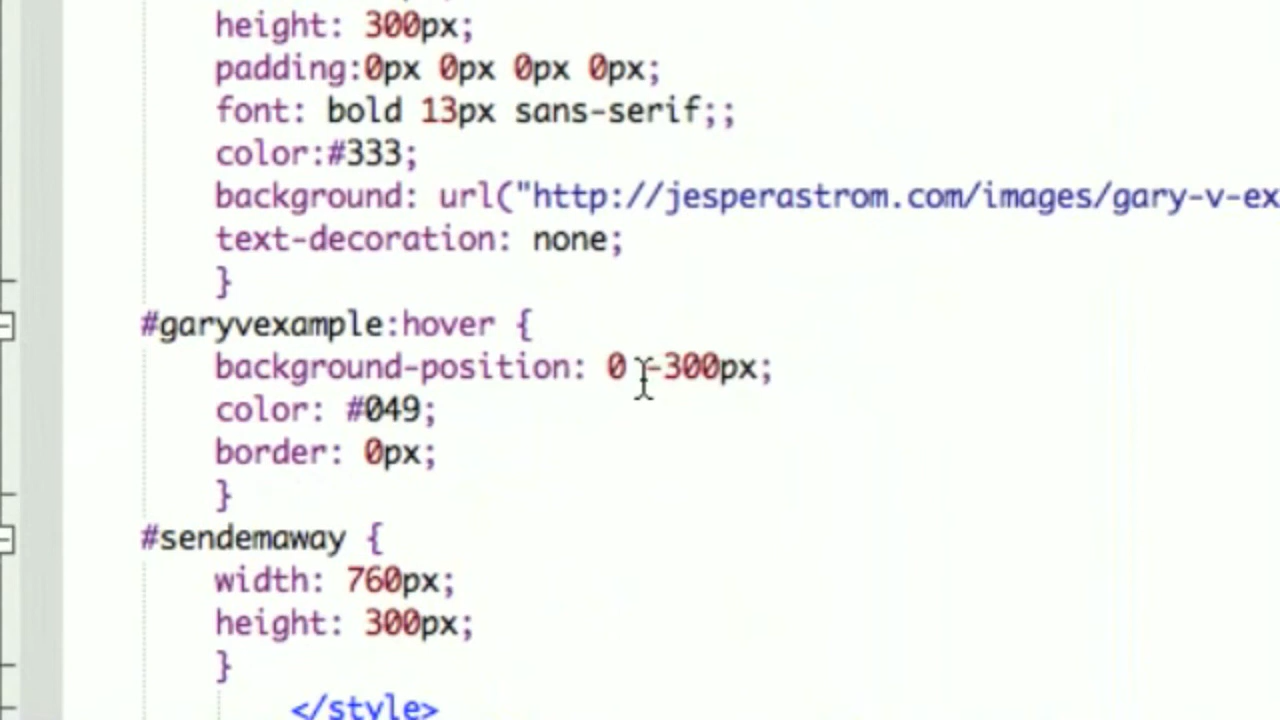 height: 300px;
padding:0px 0px 0px 0px;
font: bold 13px sans-serif;;
color:#333;
background: url("http://jesperastrom.com/images/gary-v-ex
text-decoration: none;
}
#garyvexample:hover {
background-position: 0 -300px;
color: #049;
border: 0px;
}
#sendemaway {
width: 760px;
height: 300px;
}
</style>